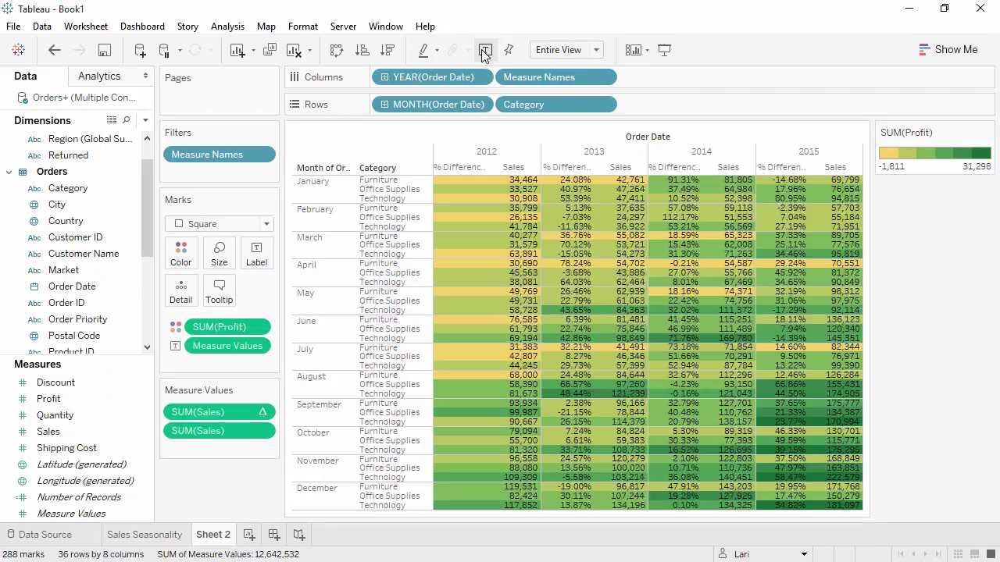 Tableau - Book1
File Data Worksheet Dashboard Story Analysis Map Format Server Window Help
Entire View
Show Me
Data Analytics
Orders+ (Multiple Con...
Dimensions
Abc Region (Global Su...
Abc Returned
Orders
Abc Category
City
Country
Abc Customer ID
Abc Customer Name
Abc Market
Order Date
Abc Order ID
Abc Order Priority
Abc Postal Code
Abc Product ID
Measures
Discount
Profit
Quantity
Sales
Shipping Cost
Latitude (generated)
Longitude (generated)
Number of Records
Measure Values
Pages
Filters
Measure Names
Marks
Square
Color Size Label
Detail Tooltip
SUM(Profit)
Measure Values
Measure Values
SUM(Sales)
SUM(Sales)
Columns YEAR(Order Date) Measure Names
Rows MONTH(Order Date) Category
Order Date
2012 2013 2014 2015
Month of Or.. Category % Differenc.. Sales % Differen.. Sales % Differenc.. Sales % Differen.. Sales
January Furniture 34,464 24.08% 42,761 91.31% 81,805 -14.68% 69,799
Office Supplies 33,527 40.97% 47,264 37.49% 64,984 17.96% 76,654
Technology 30,908 53.39% 47,411 10.52% 52,398 80.95% 94,815
February Furniture 35,799 5.13% 37,635 57.08% 59,118 -2.39% 57,703
Office Supplies 26,135 -7.03% 24,297 112.17% 51,553 7.04% 55,184
Technology 41,784 -11.63% 36,922 53.21% 56,569 27.19% 71,951
March Furniture 40,277 36.76% 55,082 18.59% 65,323 37.33% 89,705
Office Supplies 31,579 70.12% 53,721 15.43% 62,008 25.11% 77,576
Technology 63,891 -15.05% 54,273 31.30% 71,263 34.46% 95,819
April Furniture 30,690 78.24% 54,702 -0.21% 54,587 29.24% 70,551
Office Supplies 45,563 -3.68% 43,886 27.07% 55,766 45.92% 81,372
Technology 38,081 64.03% 62,464 8.01% 67,469 34.65% 90,849
May Furniture 49,769 26.46% 62,939 18.16% 74,371 32.19% 98,312
Office Supplies 49,731 22.79% 61,063 22.42% 74,756 31.06% 97,975
Technology 58,728 43.65% 84,363 32.02% 111,372 -17.29% 92,114
June Furniture 76,585 6.39% 81,481 41.45% 115,251 18.11% 136,123
Office Supplies 61,793 22.74% 75,846 46.99% 111,489 7.94% 120,340
Technology 69,194 42.86% 98,849 71.76% 169,780 -14.39% 145,351
July Furniture 31,383 32.21% 41,491 73.18% 71,854 14.60% 82,344
Office Supplies 42,807 8.27% 46,346 51.66% 70,291 9.50% 76,971
Technology 44,245 29.73% 57,399 52.94% 87,784 13.22% 99,390
August Furniture 68,000 24.48% 84,644 32.67% 112,296 12.46% 126,284
Office Supplies 58,390 66.57% 97,260 -4.23% 93,150 66.86% 155,431
Technology 81,673 48.44% 121,239 -0.16% 121,043 44.50% 174,905
September Furniture 93,934 2.38% 96,166 32.79% 127,701 37.65% 175,777
Office Supplies 99,987 -21.15% 78,844 40.48% 110,762 21.33% 134,387
Technology 90,667 26.15% 114,379 20.79% 138,157 23.77% 170,994
October Furniture 79,094 7.24% 84,824 5.30% 89,319 46.33% 130,701
Office Supplies 55,700 6.61% 59,381 30.33% 77,393 49.59% 115,771
Technology 81,320 33.71% 108,733 16.52% 126,695 39.15% 176,295
November Furniture 96,558 24.57% 120,279 2.10% 122,803 37.50% 168,849
Office Supplies 88,080 13.56% 100,020 10.71% 110,736 47.97% 163,851
Technology 109,309 -5.58% 103,214 36.08% 140,451 58.47% 222,579
December Furniture 119,531 -19.00% 96,817 47.91% 143,203 19.95% 171,768
Office Supplies 82,424 30.11% 107,244 19.28% 127,926 17.47% 150,279
Technology 117,852 13.87% 134,196 0.10% 134,325 34.82% 181,097
SUM(Profit)
-1,811 31,298
Data Source Sales Seasonality Sheet 2
288 marks 36 rows by 8 columns SUM of Measure Values: 12,642,532 Lari